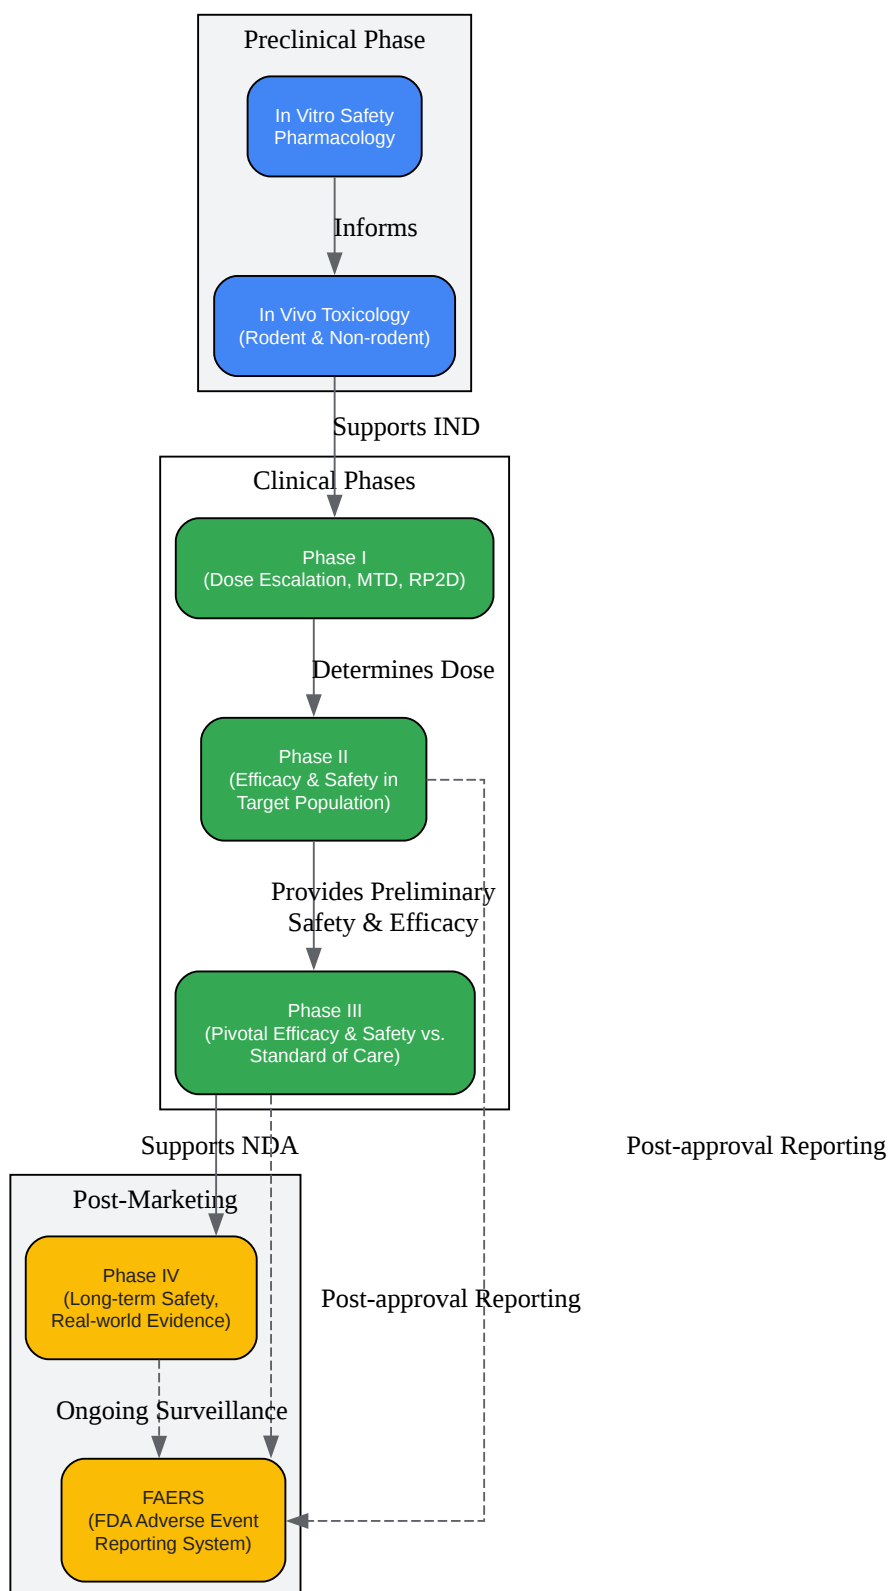 Preclinical Phase
In Vitro Safety
Pharmacology
Informs
In Vivo Toxicology
(Rodent & Non-rodent)
Supports IND
Clinical Phases
Phase I
(Dose Escalation, MTD, RP2D)
Determines Dose
Phase II
(Efficacy & Safety in
Target Population)
Provides Preliminary
Safety & Efficacy
Phase III
(Pivotal Efficacy & Safety vs.
Standard of Care)
Supports NDA
Post-approval Reporting
Post-Marketing
Phase IV
(Long-term Safety,
Real-world Evidence)
Post-approval Reporting
Ongoing Surveillance
FAERS
(FDA Adverse Event
Reporting System)